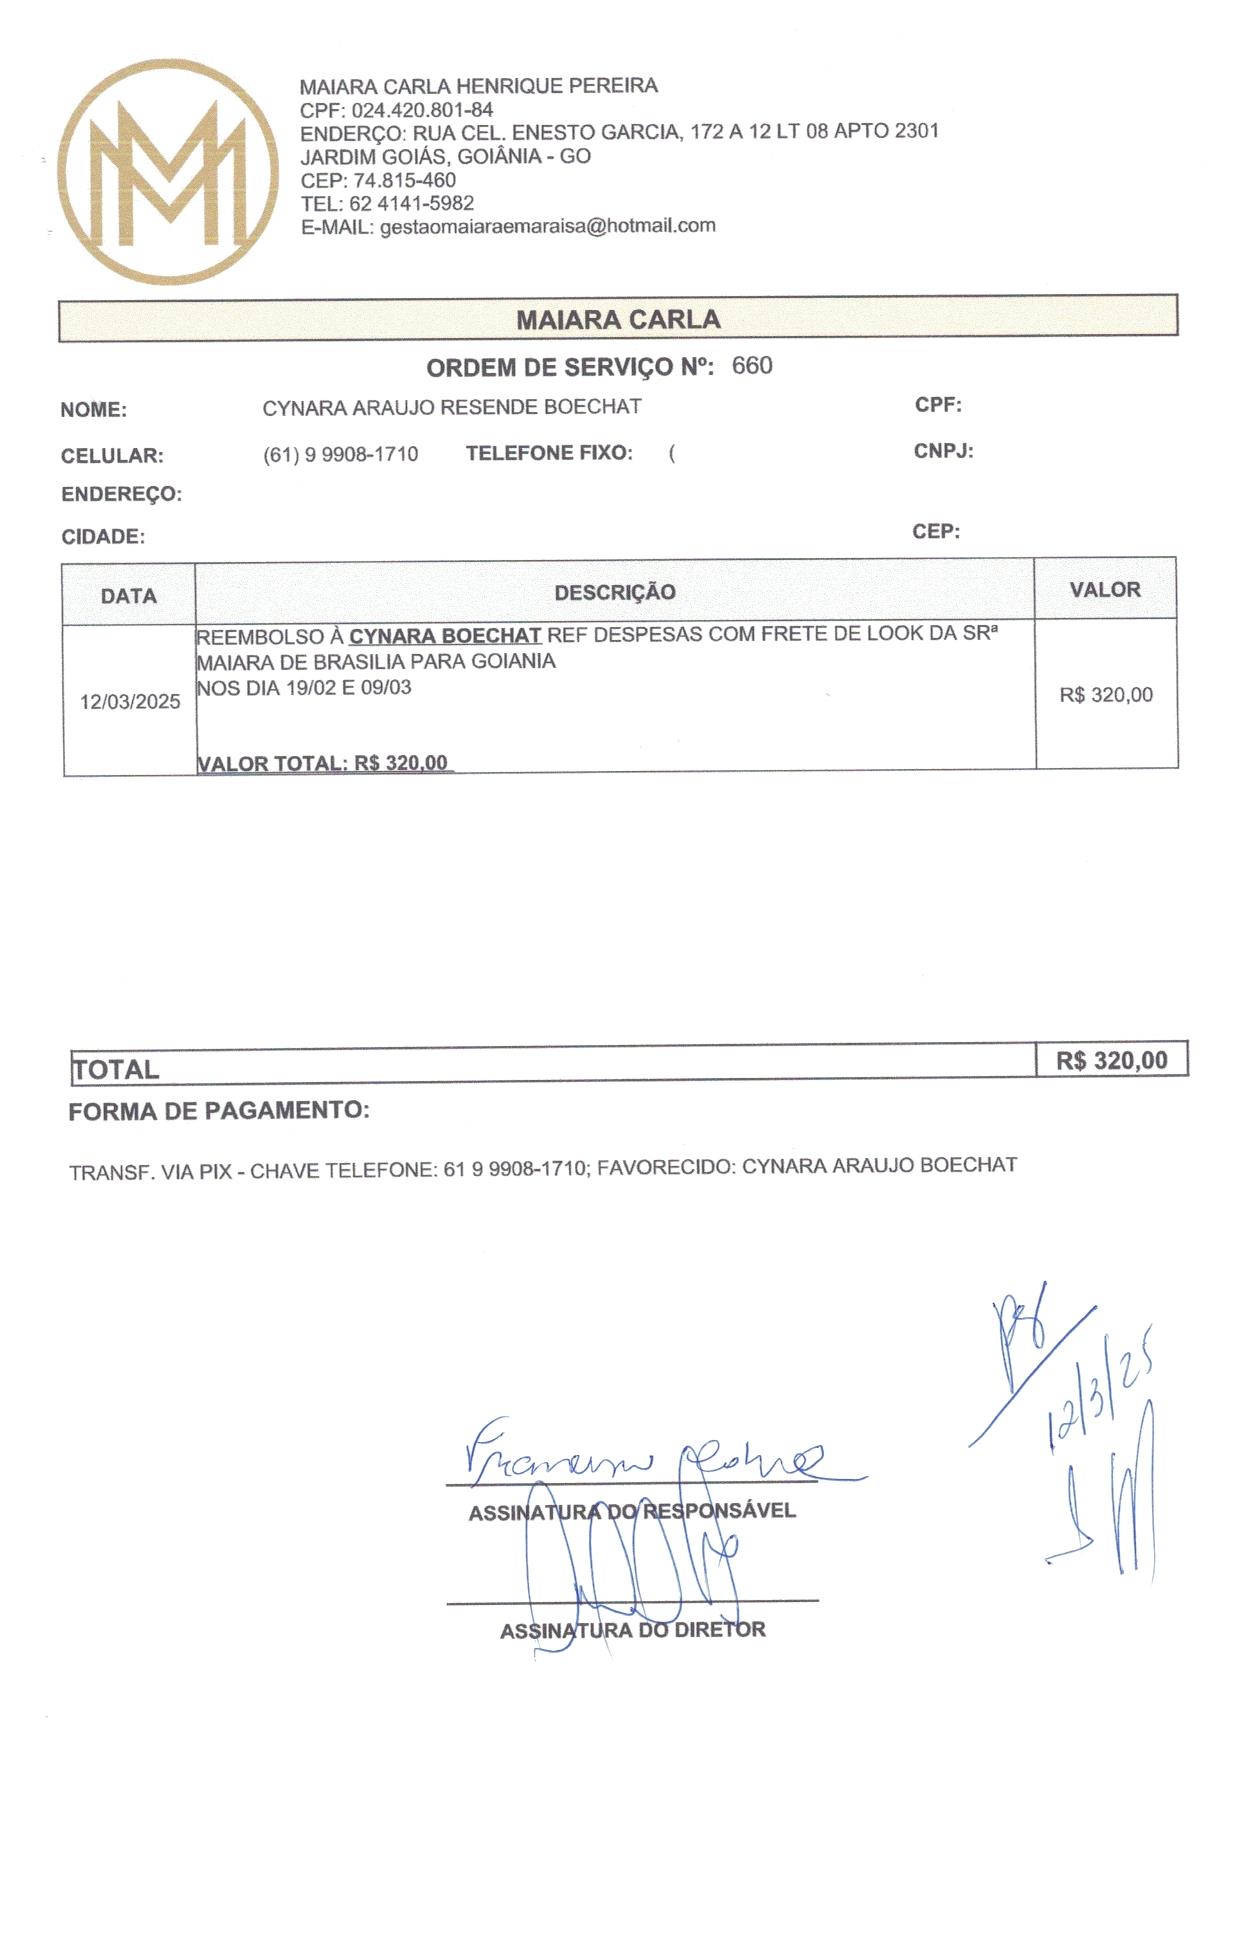 MAIARA CARLA HENRIQUE PEREIRA
CPF: 024.420.801-84
ENDERÇO: RUA CEL. ENESTO GARCIA, 172 A 12 LT 08 APTO 2301
JARDIM GOIÁS, GOIÂNIA - GO
CEP: 74.815-460
TEL: 62 4141-5982
E-MAIL: gestaomaiaraemaraisa@hotmail.com
MAIARA CARLA
ORDEM DE SERVIÇO Nº: 660
NOME: CYNARA ARAUJO RESENDE BOECHAT CPF:
CELULAR: (61) 9 9908-1710 TELEFONE FIXO: ( CNPJ:
ENDEREÇO:
CIDADE: CEP:
DATA DESCRIÇÃO VALOR
REEMBOLSO À CYNARA BOECHAT REF DESPESAS COM FRETE DE LOOK DA SRª
MAIARA DE BRASILIA PARA GOIANIA
NOS DIA 19/02 E 09/03
12/03/2025 R$ 320,00
VALOR TOTAL: R$ 320,00
TOTAL R$ 320,00
FORMA DE PAGAMENTO:
TRANSF. VIA PIX - CHAVE TELEFONE: 61 9 9908-1710; FAVORECIDO: CYNARA ARAUJO BOECHAT
12/3/25
ASSINATURA DO RESPONSÁVEL
ASSINATURA DO DIRETOR